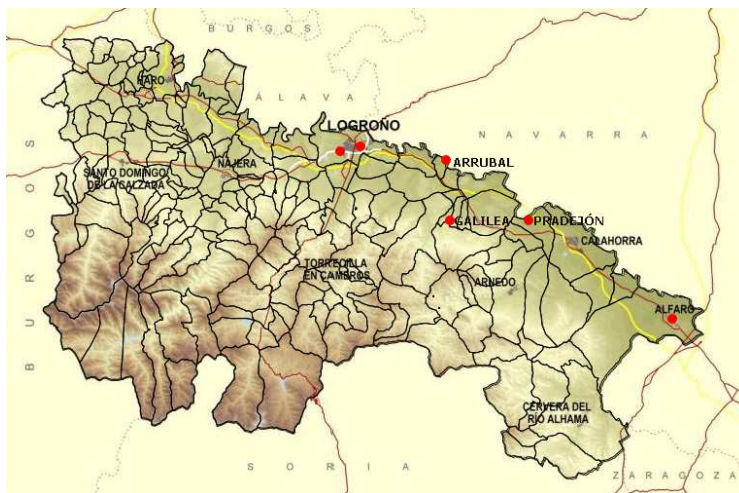 BURGOS
HARO
ÁLAVA
LOGROÑO
NAVARRA
ARRUBAL
NÁJERA
SANTO DOMINGO
DE LA CALZADA
BURGOS
GALILEA
PRADEJÓN
CALAHORRA
TORRECILLA
EN CAMEROS
ARNEDO
ALFARO
CERVERA DEL
RÍO ALHAMA
SORIA
ZARAGOZA